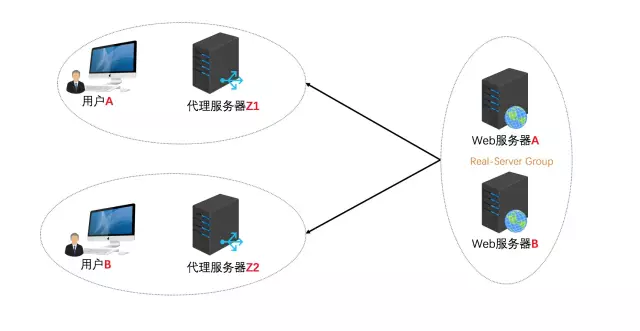 用户A
代理服务器Z1
Web服务器A
Real-Server Group
Web服务器B
用户B
代理服务器Z2